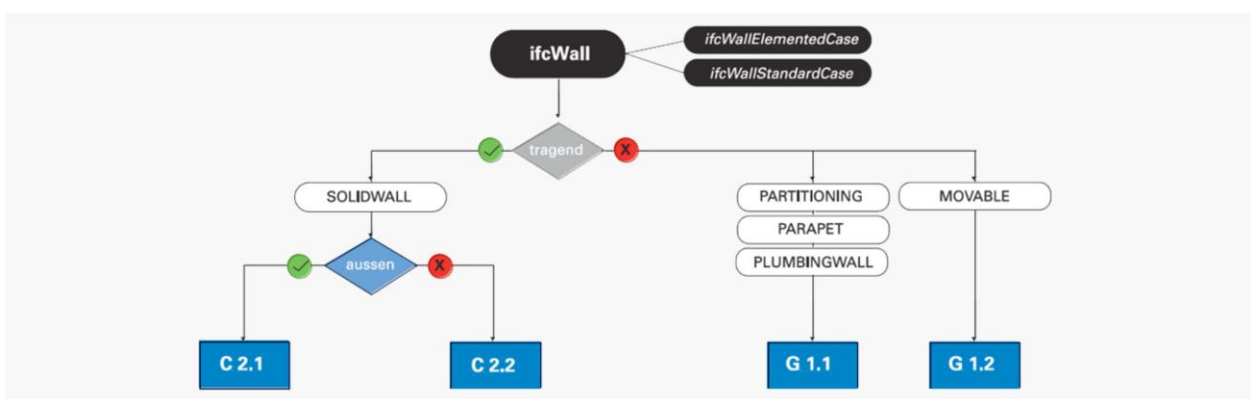 ifcWall
ifcWallElementedCase
ifcWallStandardCase
tragend
X
SOLIDWALL
PARTITIONING
MOVABLE
PARAPET
PLUMBINGWALL
aussen
X
C 2.1
C 2.2
G 1.1
G 1.2